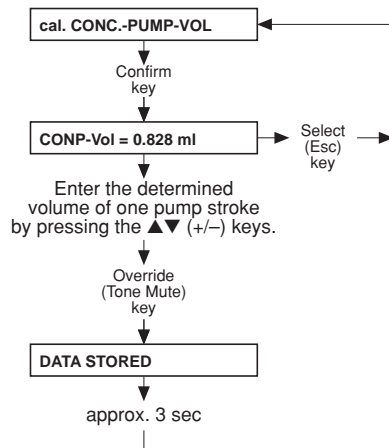 cal. CONC.-PUMP-VOL
Confirm
key
CONP-Vol = 0.828 ml
Select
(Esc)
key
Enter the determined
volume of one pump stroke
by pressing the ▲▼ (+/–) keys.
Override
(Tone Mute)
key
DATA STORED
approx. 3 sec